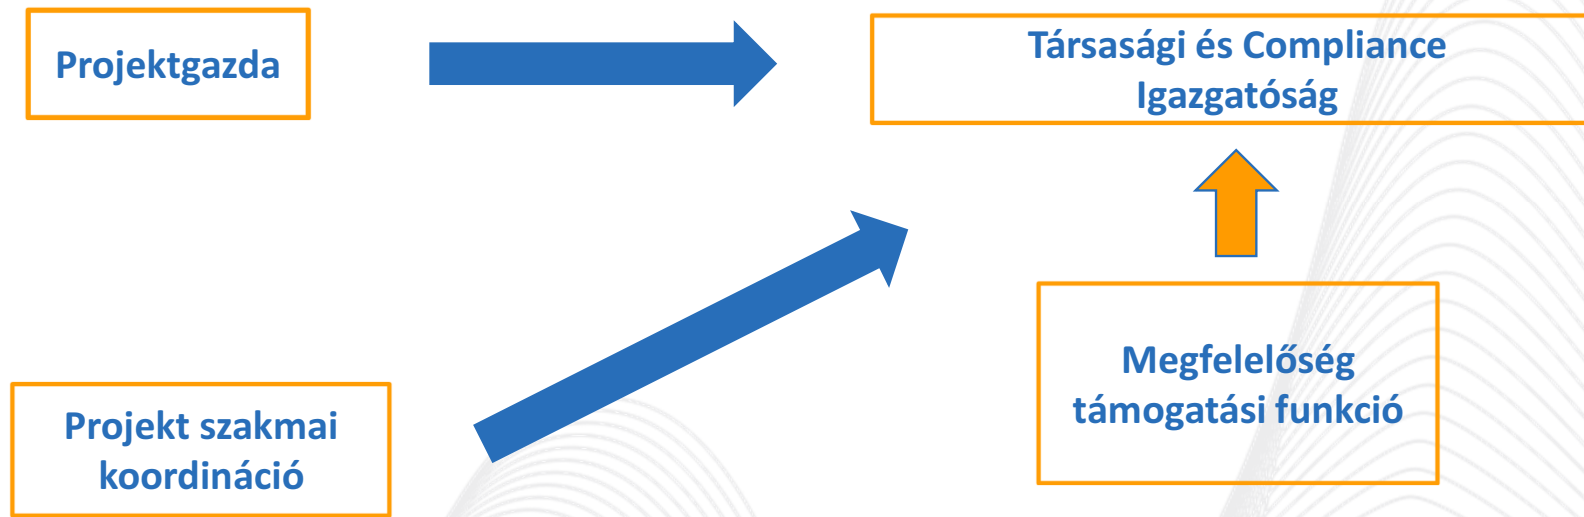 Projektgazda
Társasági és Compliance
Igazgatóság
Projekt szakmai
koordináció
Megfelelőség
támogatási funkció